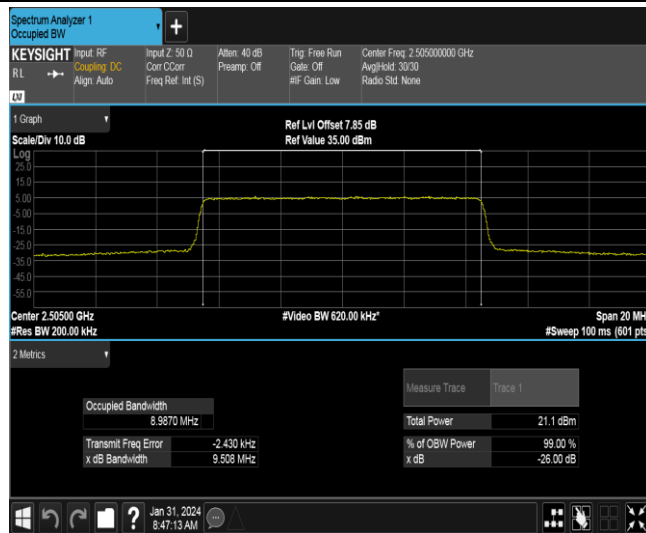 Spectrum Analyzer 1
Occupied BW
+
KEYSIGHT Input: RF Input Z: 50 Ω Atten: 40 dB Trig: Free Run Center Freq: 2.505000000 GHz
RL Coupling: DC Corr CCorr Preamp: Off Gate: Off Avg|Hold: 30/30
Align: Auto Freq Ref: Int (S) #IF Gain: Low Radio Std: None
LXI
1 Graph
Ref Lvl Offset 7.85 dB
Scale/Div 10.0 dB Ref Value 35.00 dBm
Log
25.0
15.0
5.00
-5.00
-15.0
-25.0
-35.0
-45.0
-55.0
Center 2.50500 GHz #Video BW 620.00 kHz* Span 20 MH
#Res BW 200.00 kHz #Sweep 100 ms (601 pts
2 Metrics
Measure Trace Trace 1
Occupied Bandwidth
8.9870 MHz Total Power 21.1 dBm
Transmit Freq Error -2.430 kHz % of OBW Power 99.00 %
x dB Bandwidth 9.508 MHz x dB -26.00 dB
? Jan 31, 2024
8:47:13 AM